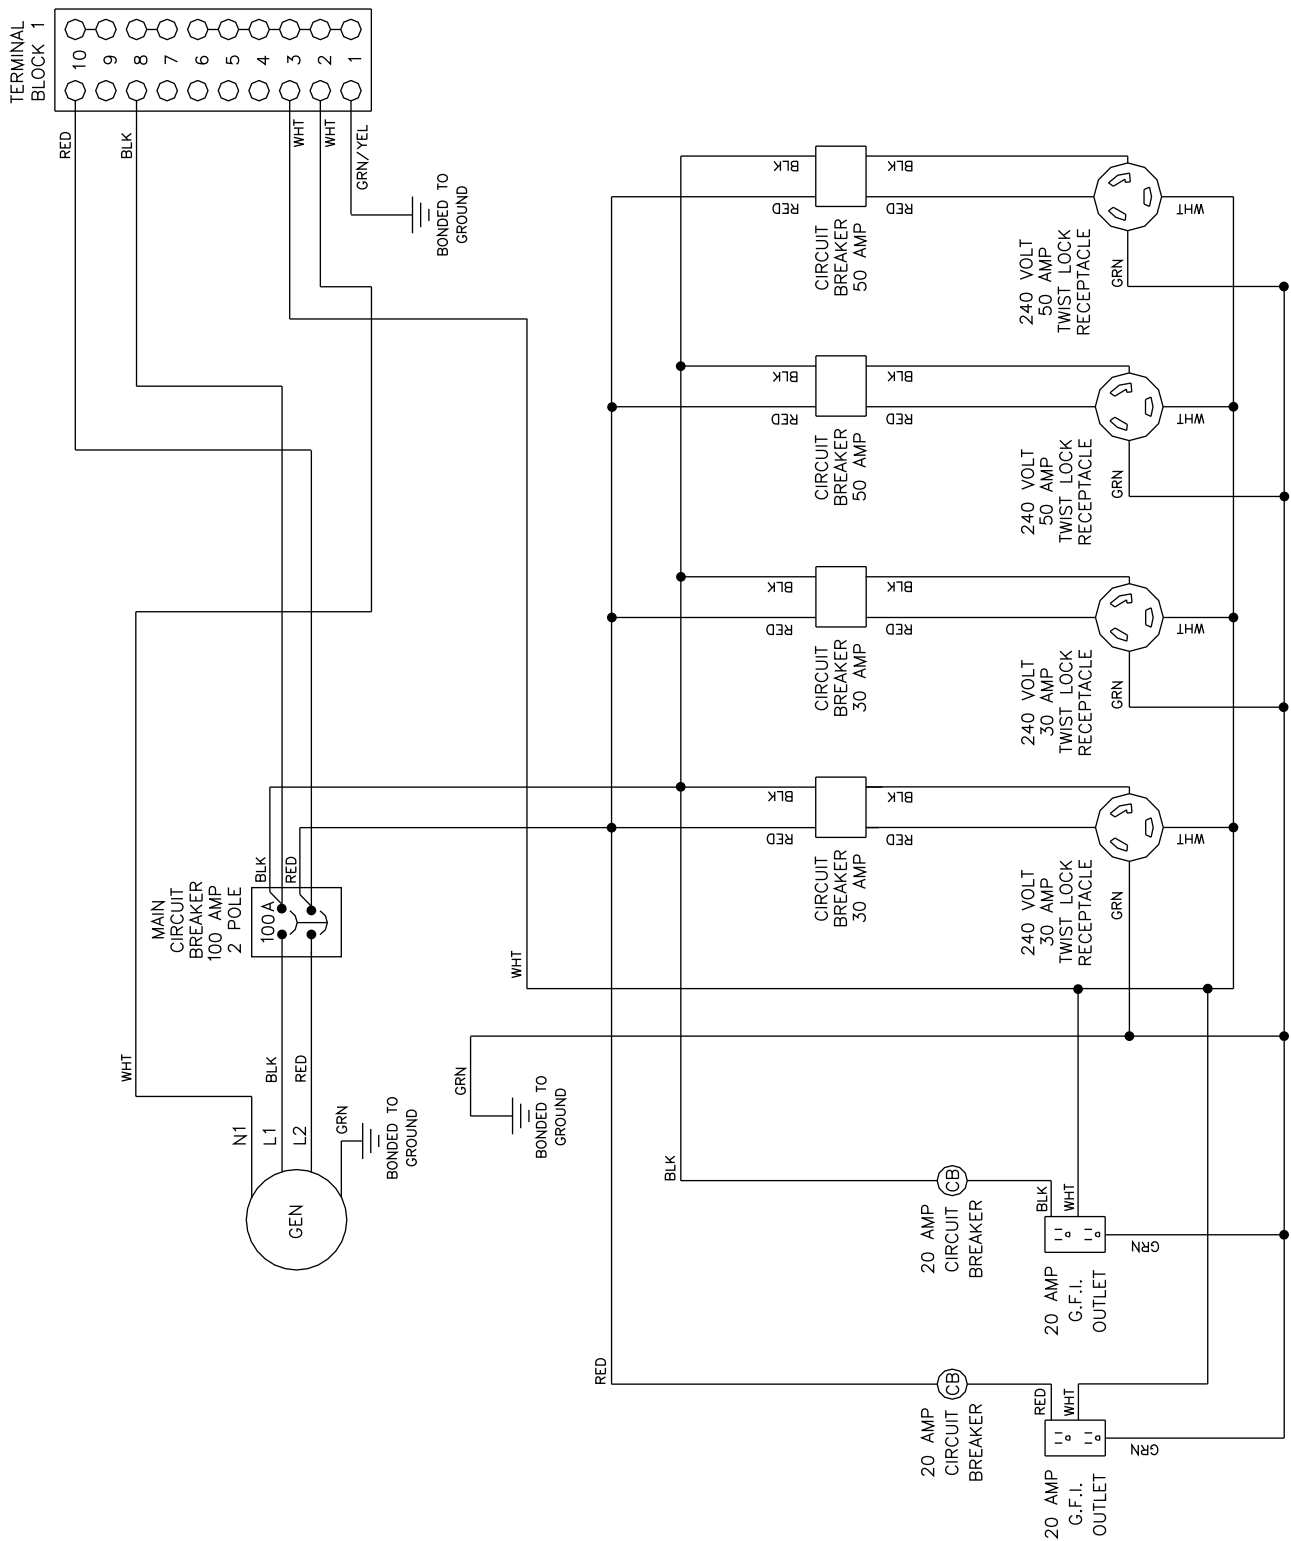 TERMINAL
BLOCK 1
10
9
8
7
6
5
4
3
2
1
RED
BLK
WHT
WHT
GRN/YEL
BONDED TO
GROUND
BLK
BLK
RED
RED
WHT
CIRCUIT
BREAKER
50 AMP
240 VOLT
50 AMP
TWIST LOCK
RECEPTACLE
GRN
BLK
BLK
RED
RED
WHT
CIRCUIT
BREAKER
50 AMP
240 VOLT
50 AMP
TWIST LOCK
RECEPTACLE
GRN
BLK
BLK
RED
RED
WHT
CIRCUIT
BREAKER
30 AMP
240 VOLT
30 AMP
TWIST LOCK
RECEPTACLE
GRN
BLK
BLK
RED
RED
WHT
CIRCUIT
BREAKER
30 AMP
240 VOLT
30 AMP
TWIST LOCK
RECEPTACLE
GRN
MAIN
CIRCUIT
BREAKER
100 AMP
2 POLE
BLK
RED
100A
WHT
WHT
BLK
RED
N1
L1
L2
GRN
BONDED TO
GROUND
GEN
GRN
BONDED TO
GROUND
BLK
CB
20 AMP
CIRCUIT
BREAKER
BLK
WHT
GRN
20 AMP
G.F.I.
OUTLET
RED
CB
20 AMP
CIRCUIT
BREAKER
RED
WHT
GRN
20 AMP
G.F.I.
OUTLET